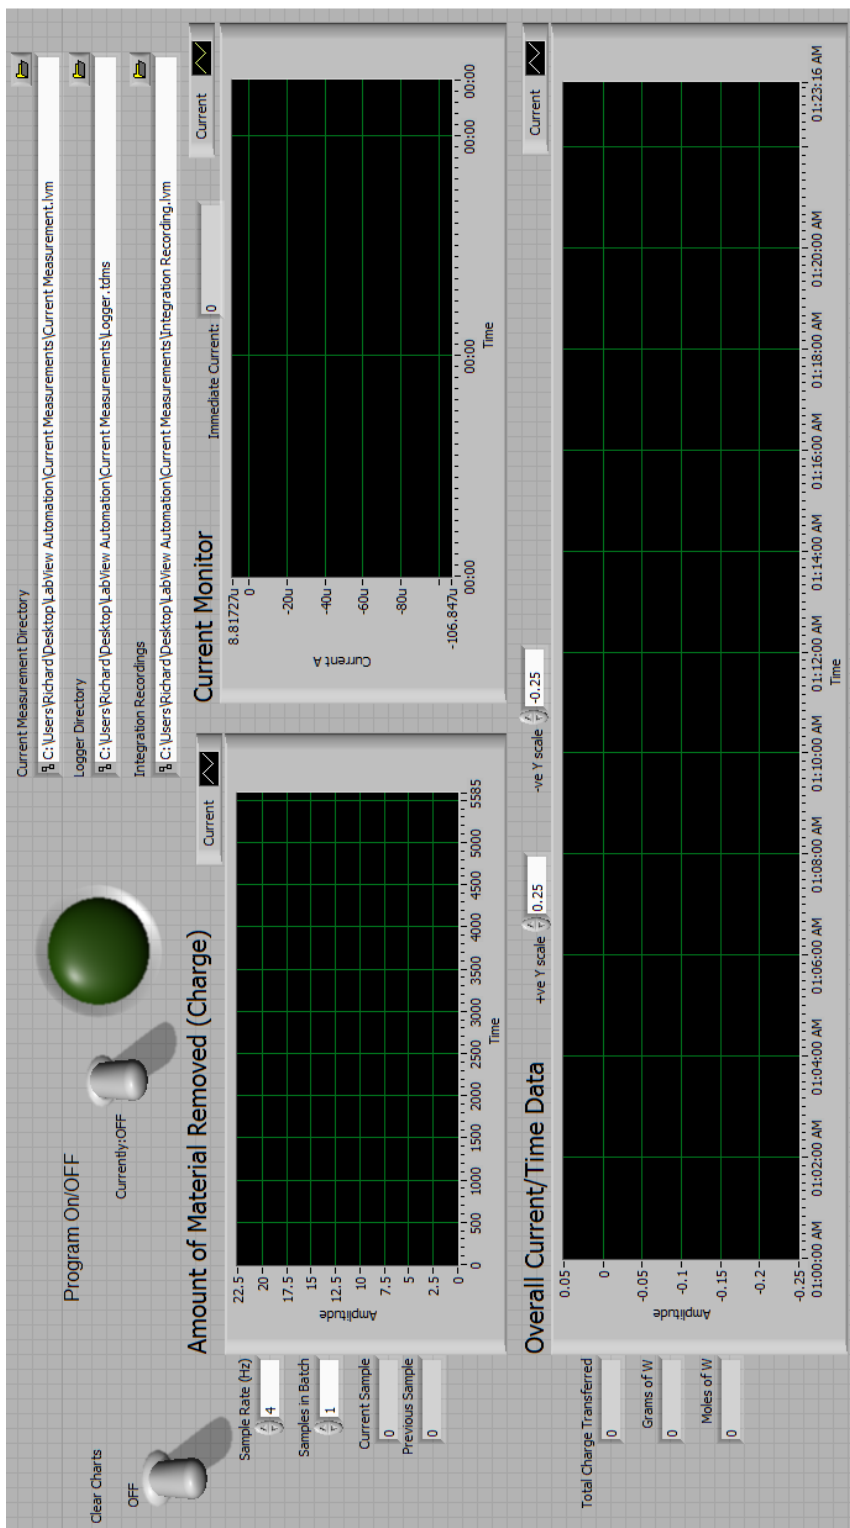 Clear Charts
OFF
Program On/OFF
Currently:OFF
Current Measurement Directory
C:\Users\Richard\Desktop\LabView Automation\Current Measurements\Current Measurement.lvm
Logger Directory
C:\Users\Richard\Desktop\LabView Automation\Current Measurements\Logger.tdms
Integration Recordings
C:\Users\Richard\Desktop\LabView Automation\Current Measurements\Integration Recording.lvm
Amount of Material Removed (Charge)
Current
Sample Rate (Hz)
4
Samples in Batch
1
Current Sample
0
Previous Sample
0
Amplitude
22.5
20
17.5
15
12.5
10
7.5
5
2.5
0
0 500 1000 1500 2000 2500 3000 3500 4000 4500 5000 5585
Time
Current Monitor
Immediate Current: 0
Current
Current A
8.81727u
0
-20u
-40u
-60u
-80u
-106.847u
00:00 00:00 00:00 00:00
Time
Overall Current/Time Data
+ve Y scale 0.25
-ve Y scale -0.25
Current
Total Charge Transferred
0
Grams of W
0
Moles of W
0
Amplitude
0.05
0
-0.05
-0.1
-0.15
-0.2
-0.25
01:00:00 AM 01:02:00 AM 01:04:00 AM 01:06:00 AM 01:08:00 AM 01:10:00 AM 01:12:00 AM 01:14:00 AM 01:16:00 AM 01:18:00 AM 01:20:00 AM 01:23:16 AM
Time